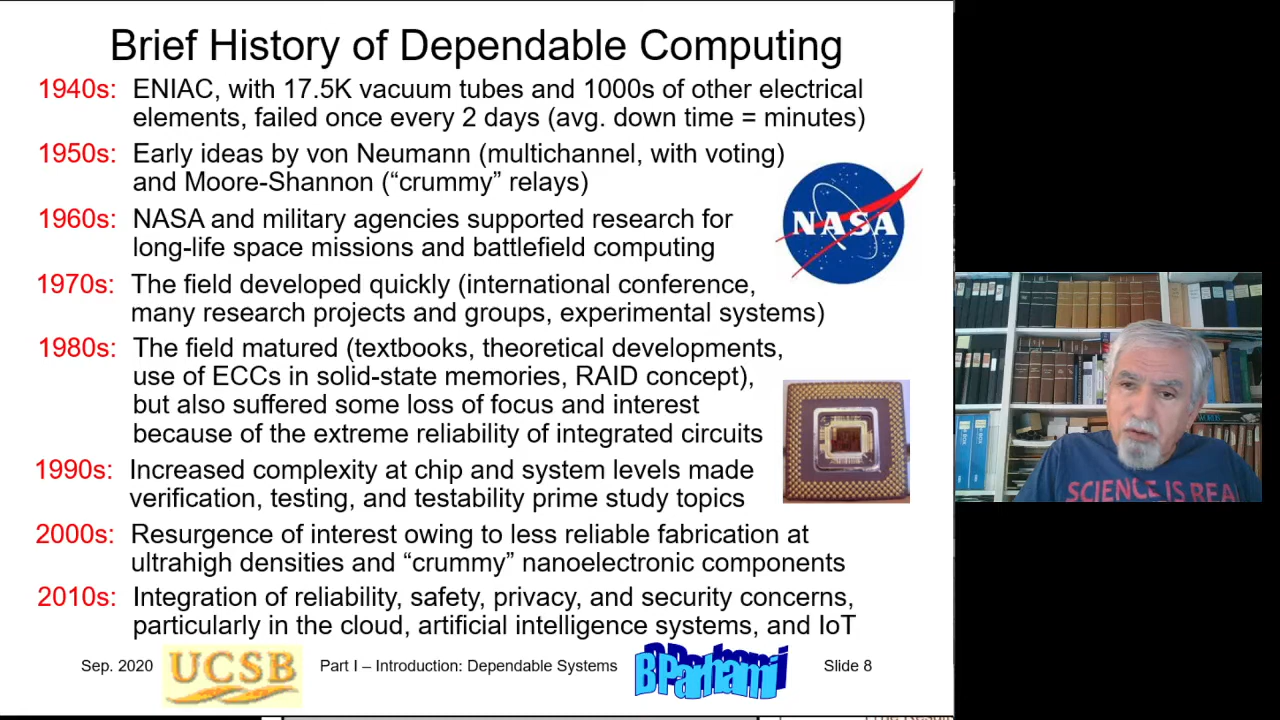 Brief History of Dependable Computing
1940s: ENIAC, with 17.5K vacuum tubes and 1000s of other electrical
elements, failed once every 2 days (avg. down time = minutes)
1950s: Early ideas by von Neumann (multichannel, with voting)
and Moore-Shannon (“crummy” relays)
NASA
1960s: NASA and military agencies supported research for
long-life space missions and battlefield computing
1970s: The field developed quickly (international conference,
many research projects and groups, experimental systems)
1980s: The field matured (textbooks, theoretical developments,
use of ECCs in solid-state memories, RAID concept),
but also suffered some loss of focus and interest
because of the extreme reliability of integrated circuits
1990s: Increased complexity at chip and system levels made
verification, testing, and testability prime study topics
2000s: Resurgence of interest owing to less reliable fabrication at
ultrahigh densities and “crummy” nanoelectronic components
2010s: Integration of reliability, safety, privacy, and security concerns,
particularly in the cloud, artificial intelligence systems, and IoT
Sep. 2020 UCSB Part I – Introduction: Dependable Systems B Parhami Slide 8
SCIENCE IS REA